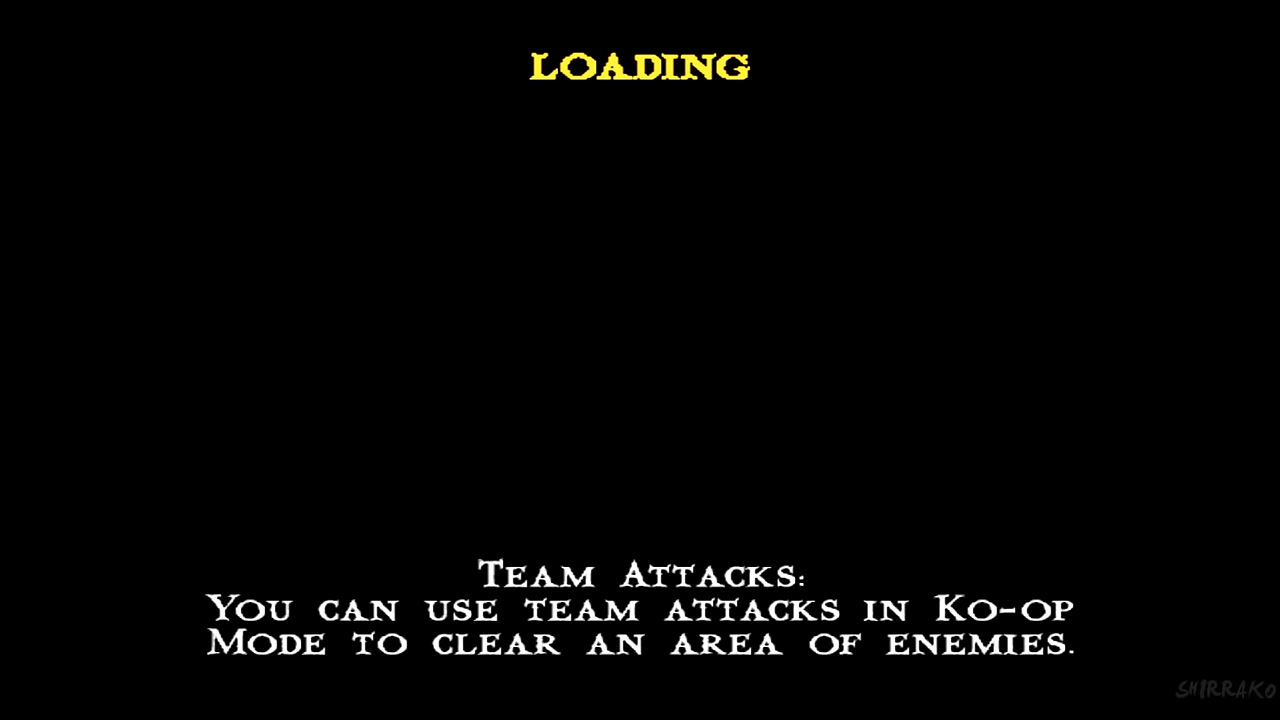 LOADING
TEAM ATTACKS:
YOU CAN USE TEAM ATTACKS IN KO-OP
MODE TO CLEAR AN AREA OF ENEMIES.
SHIRRAKO